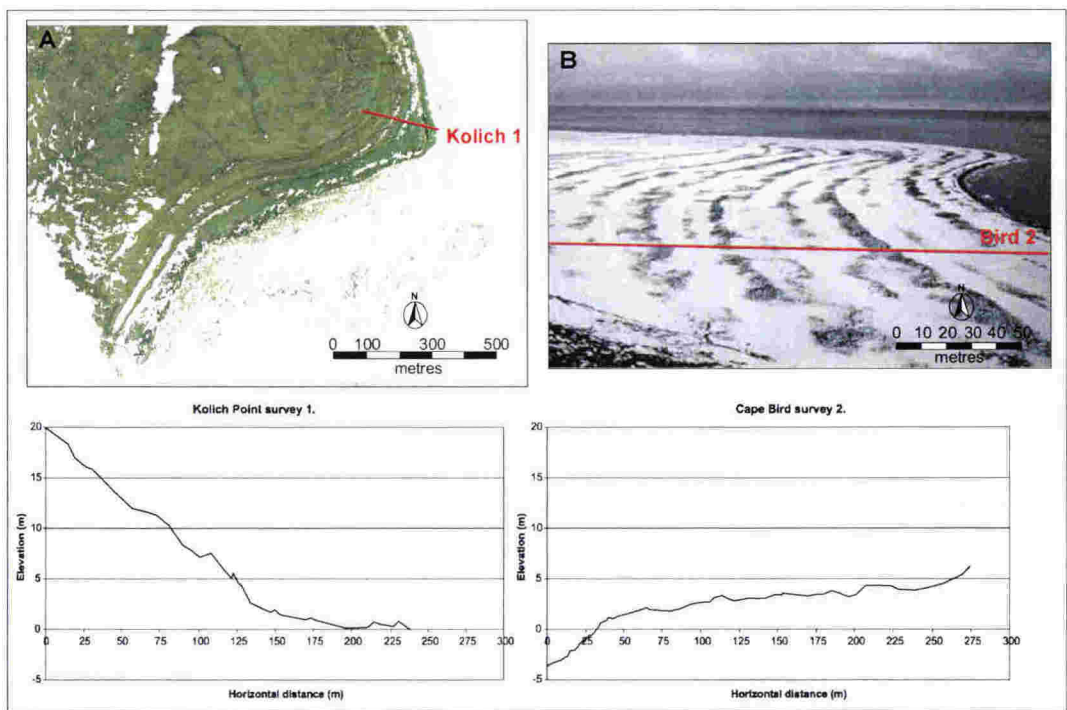 A
Kolich 1
N
0 100 300 500
metres
B
Bird 2
N
0 10 20 30 40 50
metres
Kolich Point survey 1.
20
15
10
5
0
-5
Elevation (m)
0 25 50 75 100 125 150 175 200 225 250 275 300
Horizontal distance (m)
Cape Bird survey 2.
20
15
10
5
0
-5
Elevation (m)
0 25 50 75 100 125 150 175 200 225 250 275 300
Horizontal distance (m)